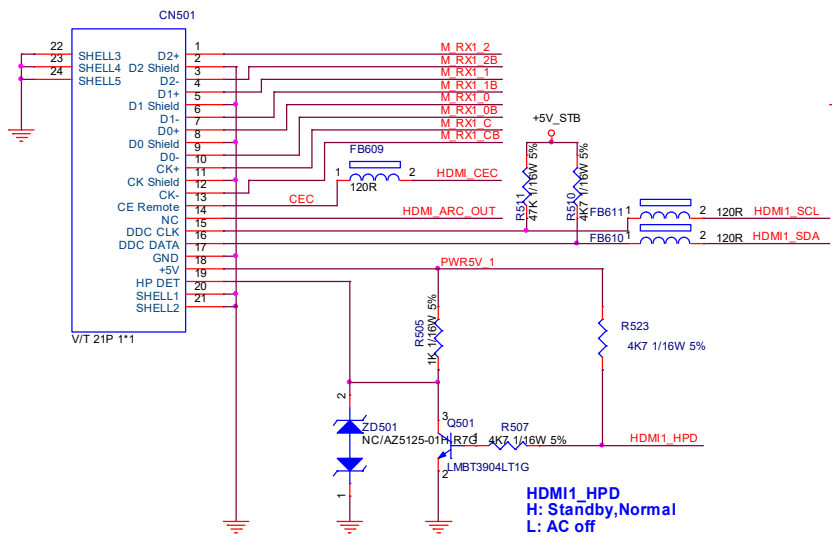 CN501
22 SHELL3
23 SHELL4
24 SHELL5
D2+ 1 M_RX1_2
D2 Shield 2
D2- 3 M_RX1_2B
D1+ 4 M_RX1_1
D1 Shield 5
D1- 6 M_RX1_1B
D0+ 7 M_RX1_0
D0 Shield 8
D0- 9 M_RX1_0B
CK+ 10 M_RX1_C
CK Shield 11
CK- 12 M_RX1_CB
CE Remote 13 CEC
NC 14 HDMI_ARC_OUT
DDC CLK 15
DDC DATA 16
GND 17
+5V 18 PWR5V_1
HP DET 19
SHELL1 20
SHELL2 21
V/T 21P 1*1
FB609
1 2 HDMI_CEC
120R
+5V_STB
R511
47K 1/16W 5%
R510
4K7 1/16W 5%
FB611 1 2 120R HDMI1_SCL
FB610 1 2 120R HDMI1_SDA
R505
1K 1/16W 5%
R523
4K7 1/16W 5%
2
ZD501
NC/AZ5125-01H.R7G
1
3
Q501
1
2
LMBT3904LT1G
R507
4K7 1/16W 5%
HDMI1_HPD
HDMI1_HPD
H: Standby,Normal
L: AC off